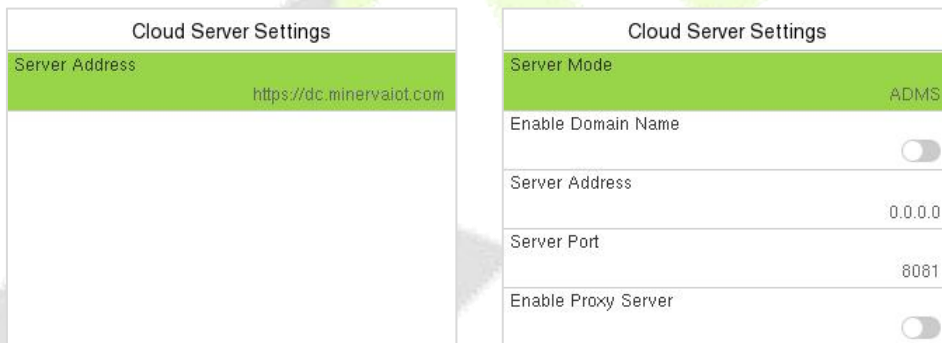 Cloud Server Settings
Server Address
https://dc.minervaiot.com
Cloud Server Settings
Server Mode
ADMS
Enable Domain Name
Server Address
0.0.0.0
Server Port
8081
Enable Proxy Server